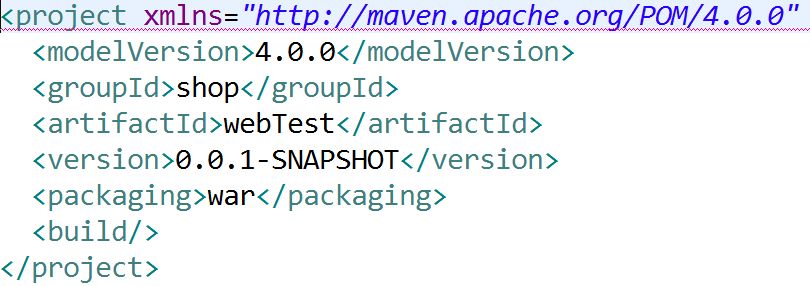 <project xmlns="http://maven.apache.org/POM/4.0.0"
<modelVersion>4.0.0</modelVersion>
<groupId>shop</groupId>
<artifactId>webTest</artifactId>
<version>0.0.1-SNAPSHOT</version>
<packaging>war</packaging>
<build/>
</project>